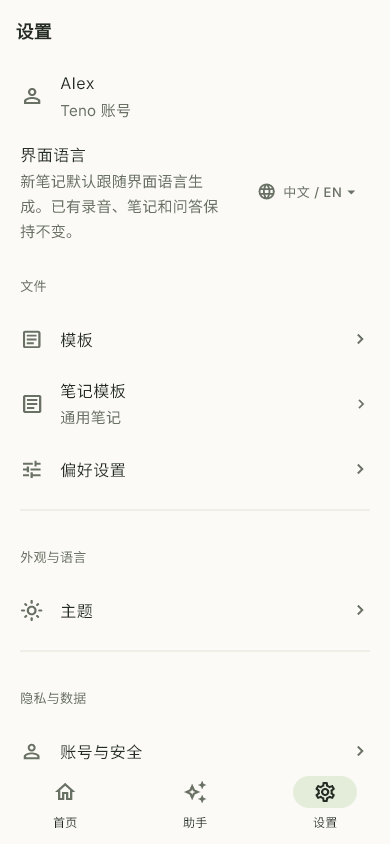 设置
Alex
Teno 账号
界面语言
新笔记默认跟随界面语言生
成。已有录音、笔记和问答保
持不变。
中文 / EN
文件
模板
笔记模板
通用笔记
偏好设置
外观与语言
主题
隐私与数据
账号与安全
首页
助手
设置